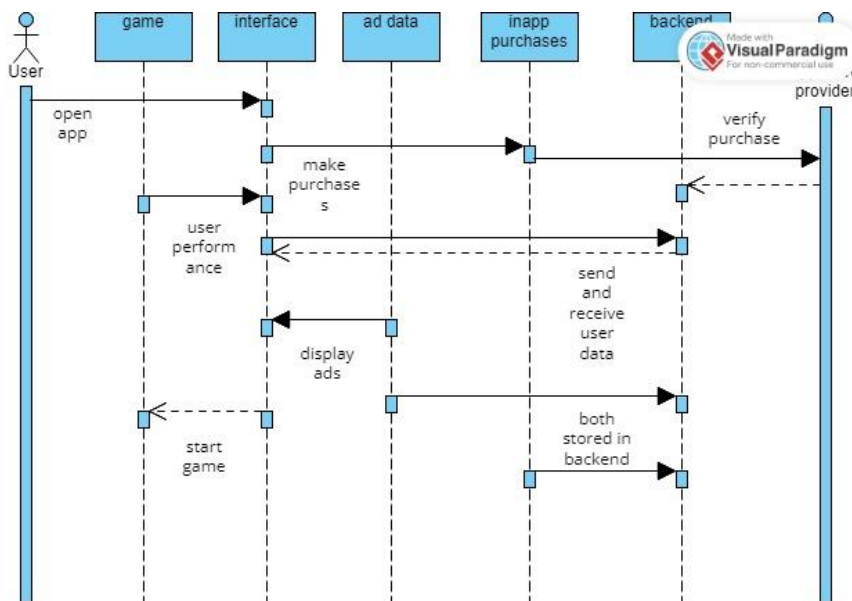 game
interface
ad data
inapp
purchases
backend
Made with
Visual Paradigm
For non-commercial use
User
provider
open
app
verify
purchase
make
purchase
s
user
perform
ance
send
and
receive
user
data
display
ads
both
stored in
backend
start
game